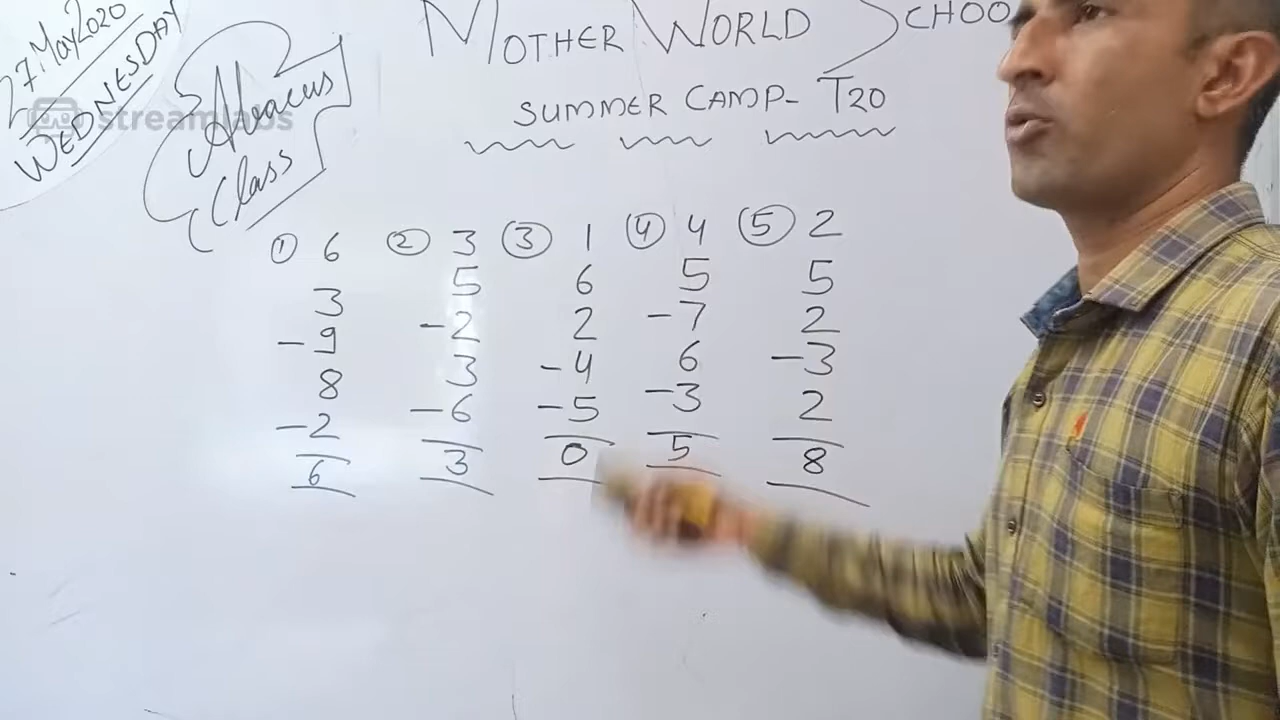 27 May 2020
WEDNESDAY
streamlabs
Abacus
Class
MOTHER WORLD SCHOO
SUMMER CAMP- T20
① 6 ② 3 ③ 1 ④ 4 ⑤ 2
3 5 6 5 5
-9 -2 2 -7 2
8 3 -4 6 -3
-2 -6 -5 -3 2
6 3 0 5 8